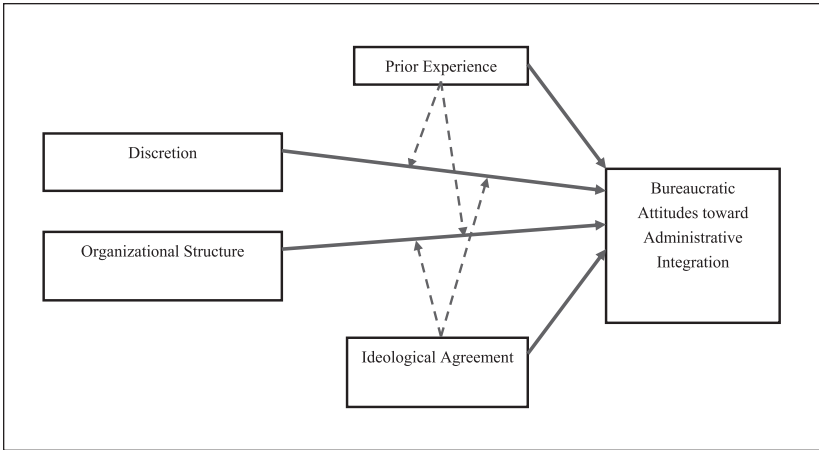 Prior Experience
Discretion
Organizational Structure
Bureaucratic
Attitudes toward
Administrative
Integration
Ideological Agreement